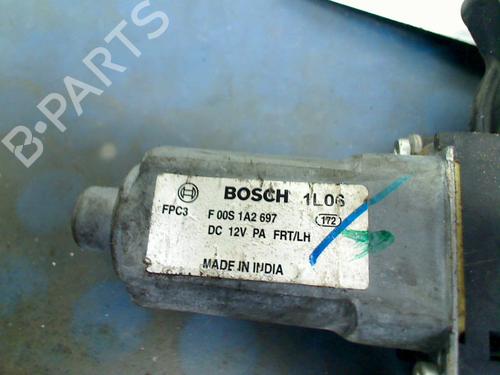 B-PARTS
BOSCH 1L06
FPC3 F 00S 1A2 697 172
DC 12V PA FRT/LH
MADE IN INDIA